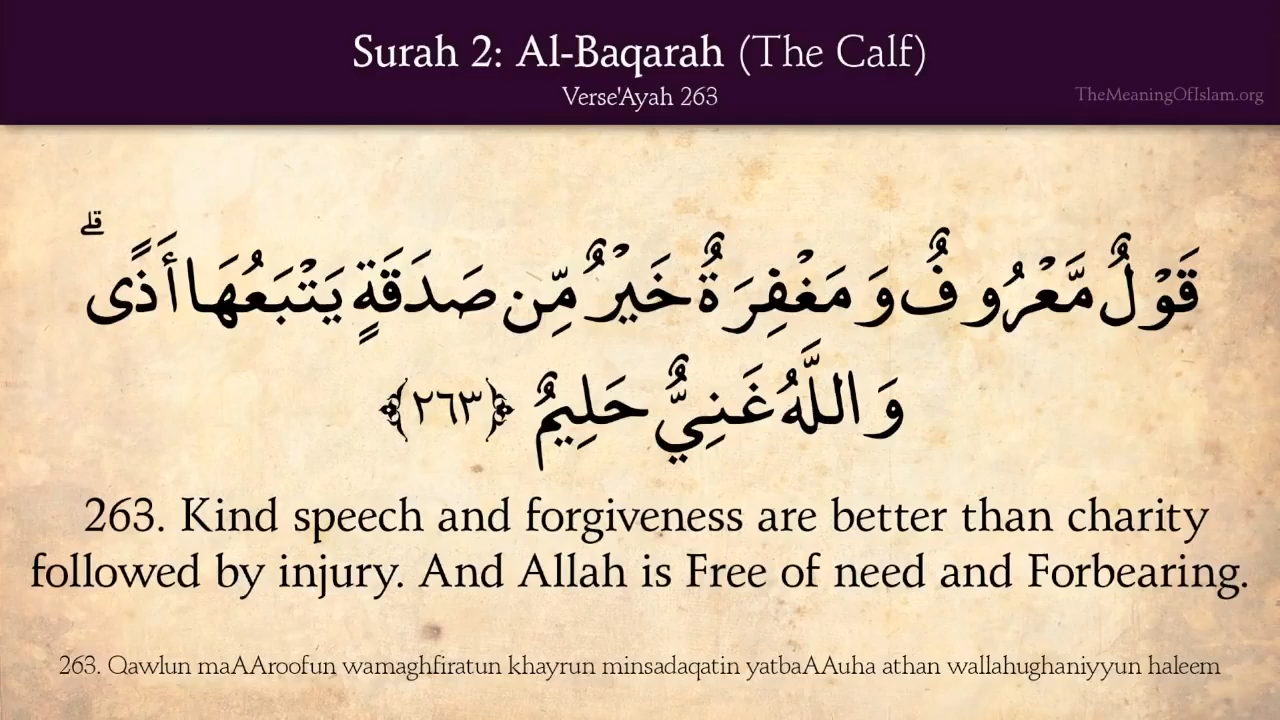 Surah 2: Al-Baqarah (The Calf)
Verse'Ayah 263
TheMeaningOfIslam.org
قَوْلٌ مَّعْرُوفٌ وَمَغْفِرَةٌ خَيْرٌ مِّن صَدَقَةٍ يَتْبَعُهَا أَذًى ۗ
وَاللَّهُ غَنِيٌّ حَلِيمٌ ﴿٢٦٣﴾
263. Kind speech and forgiveness are better than charity
followed by injury. And Allah is Free of need and Forbearing.
263. Qawlun maAAroofun wamaghfiratun khayrun minsadaqatin yatbaAAuha athan wallahughaniyyun haleem